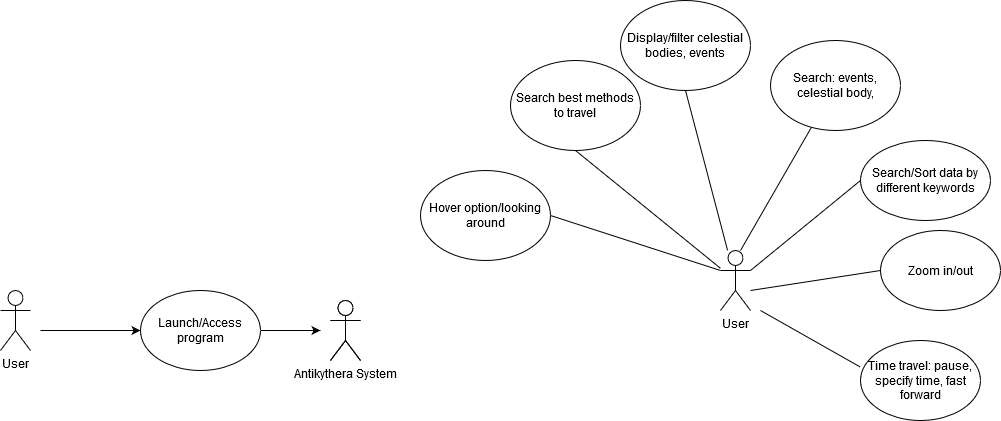 Display/filter celestial
bodies, events
Search: events,
celestial body,
Search best methods
to travel
Search/Sort data by
different keywords
Hover option/looking
around
Zoom in/out
User
Launch/Access
program
User
Antikythera System
Time travel: pause,
specify time, fast
forward